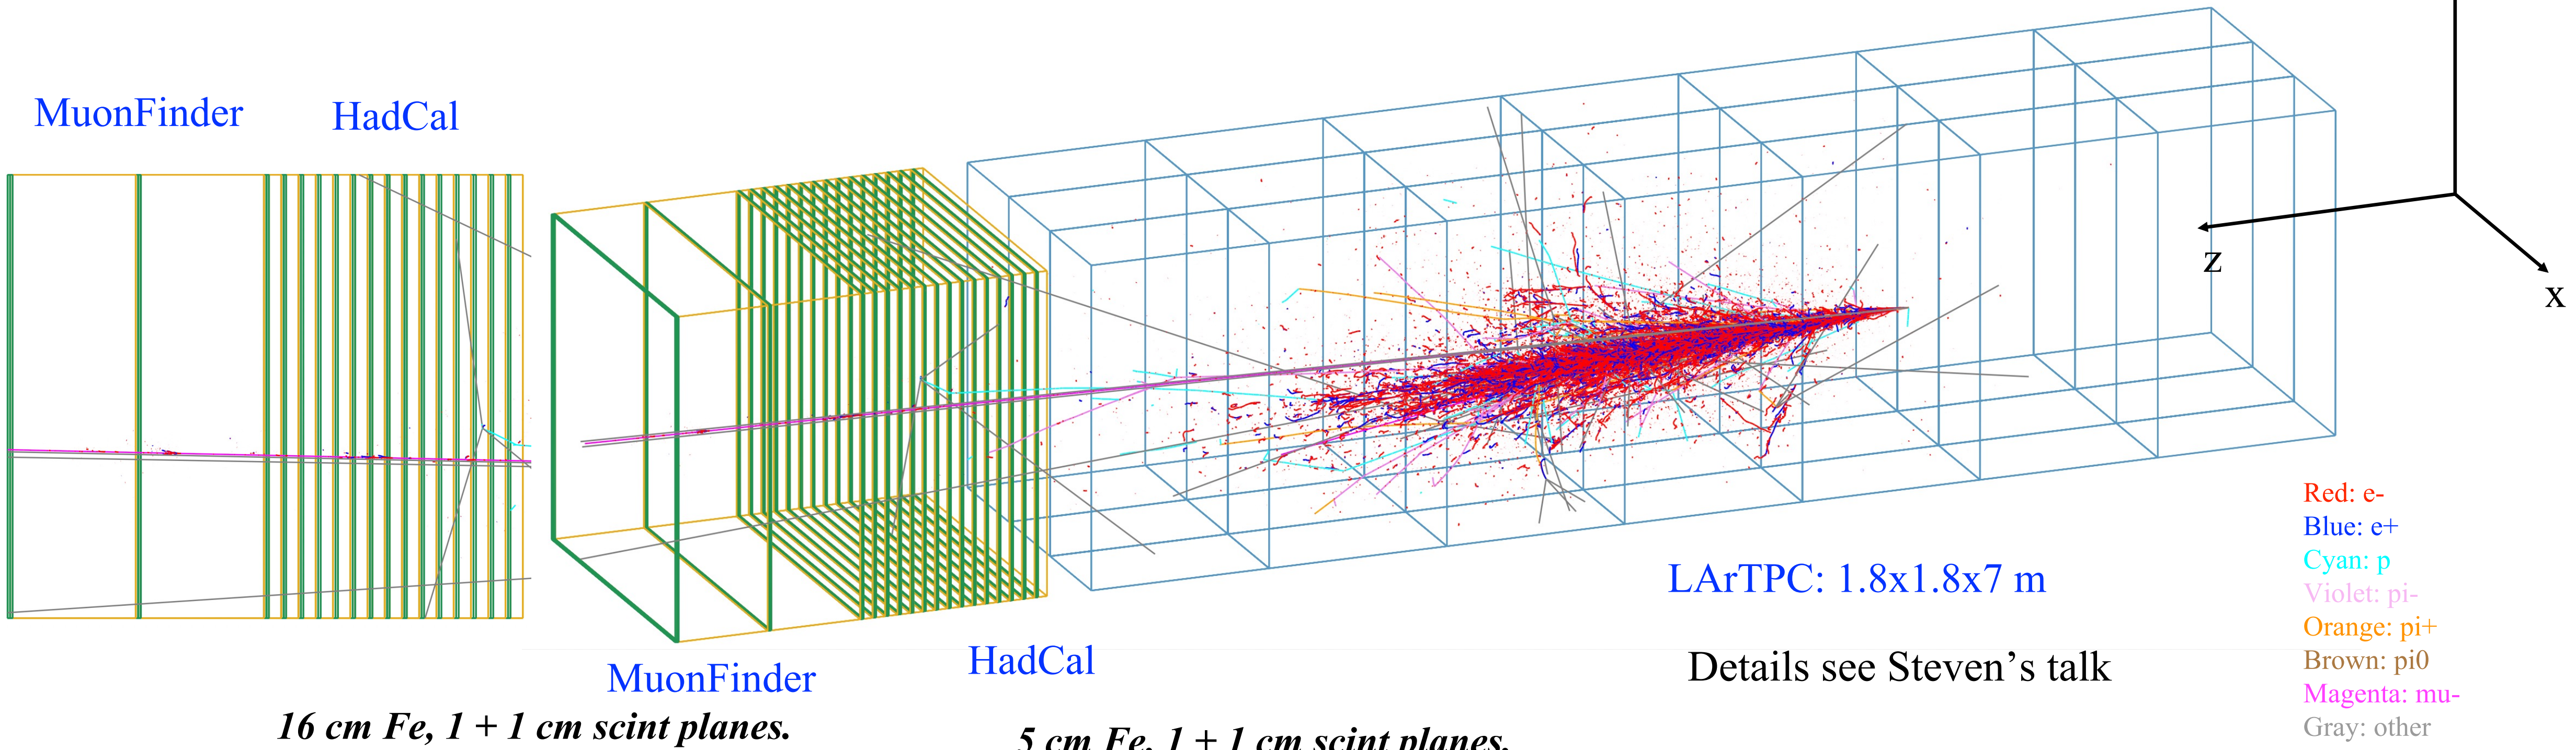 MuonFinder
HadCal
z
x
Red: e-
Blue: e+
Cyan: p
Violet: pi-
Orange: pi+
Brown: pi0
Magenta: mu-
Gray: other
LArTPC: 1.8x1.8x7 m
Details see Steven’s talk
HadCal
MuonFinder
16 cm Fe, 1 + 1 cm scint planes.
5 cm Fe, 1 + 1 cm scint planes.